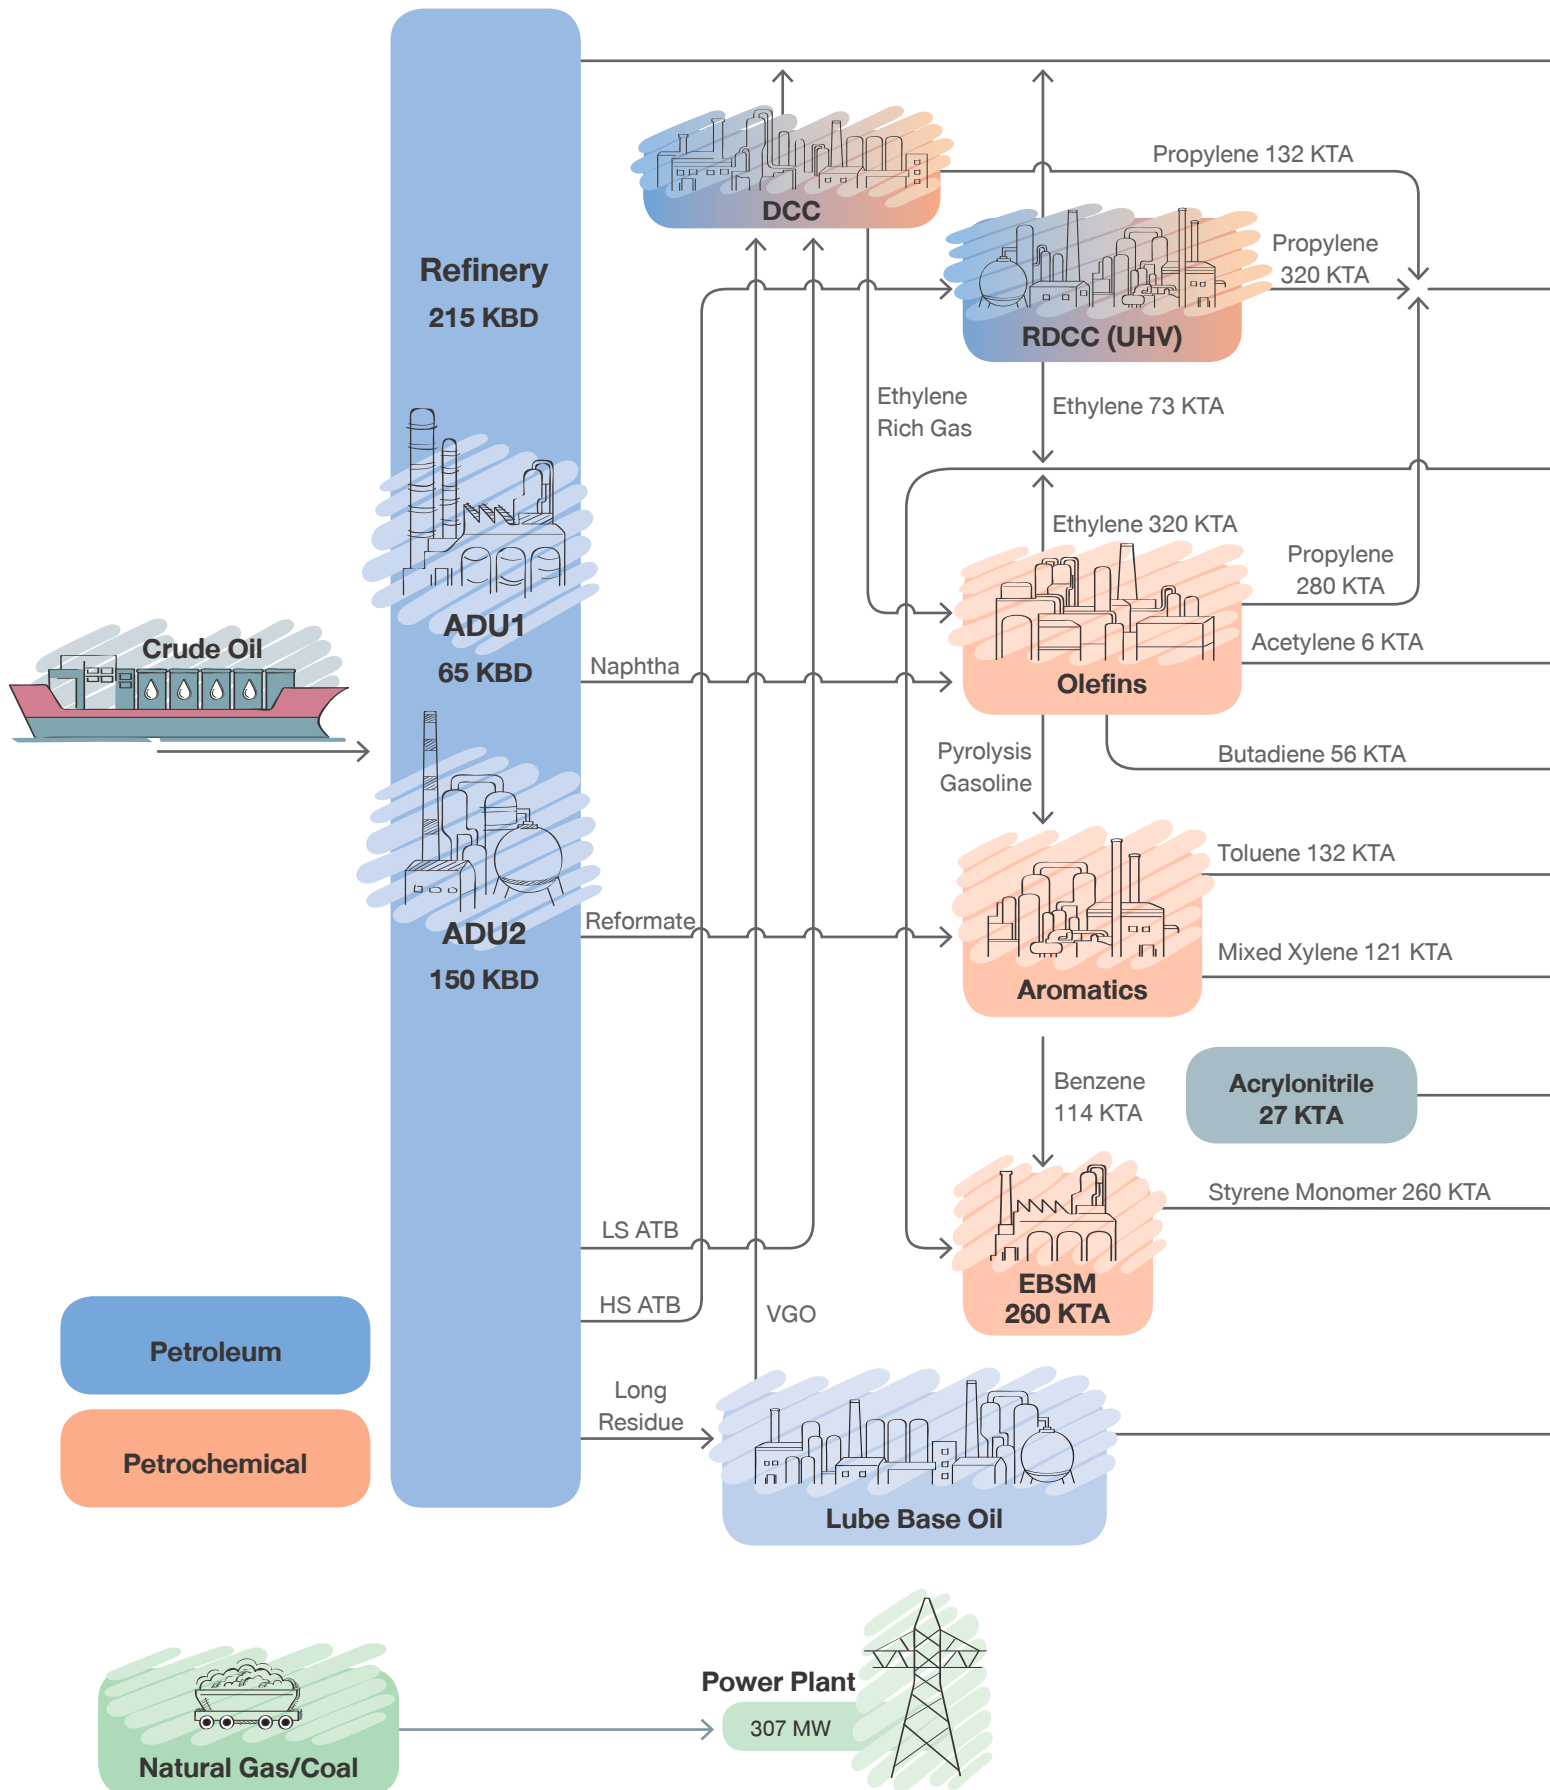 Crude Oil
Refinery
215 KBD
ADU1
65 KBD
ADU2
150 KBD
Naphtha
Reformate
LS ATB
HS ATB
VGO
Long
Residue
DCC
Propylene 132 KTA
Propylene
320 KTA
RDCC (UHV)
Ethylene
Rich Gas
Ethylene 73 KTA
Ethylene 320 KTA
Propylene
280 KTA
Acetylene 6 KTA
Olefins
Pyrolysis
Gasoline
Butadiene 56 KTA
Toluene 132 KTA
Mixed Xylene 121 KTA
Aromatics
Benzene
114 KTA
Acrylonitrile
27 KTA
Styrene Monomer 260 KTA
EBSM
260 KTA
Lube Base Oil
Petroleum
Petrochemical
Natural Gas/Coal
Power Plant
307 MW